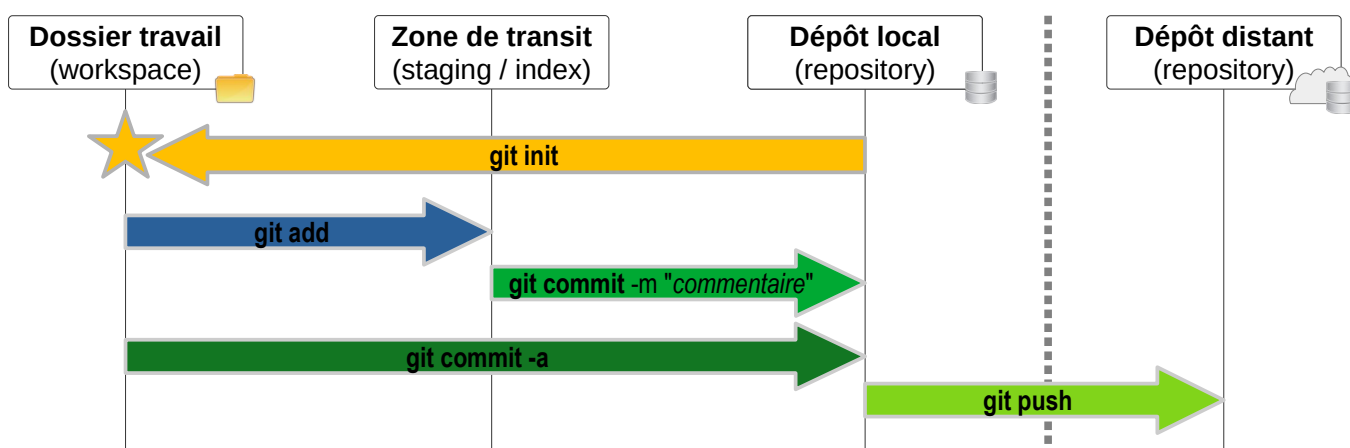 Dossier travail
(workspace)
Zone de transit
(staging / index)
Dépôt local
(repository)
Dépôt distant
(repository)
git init
git add
git commit -m "commentaire"
git commit -a
git push